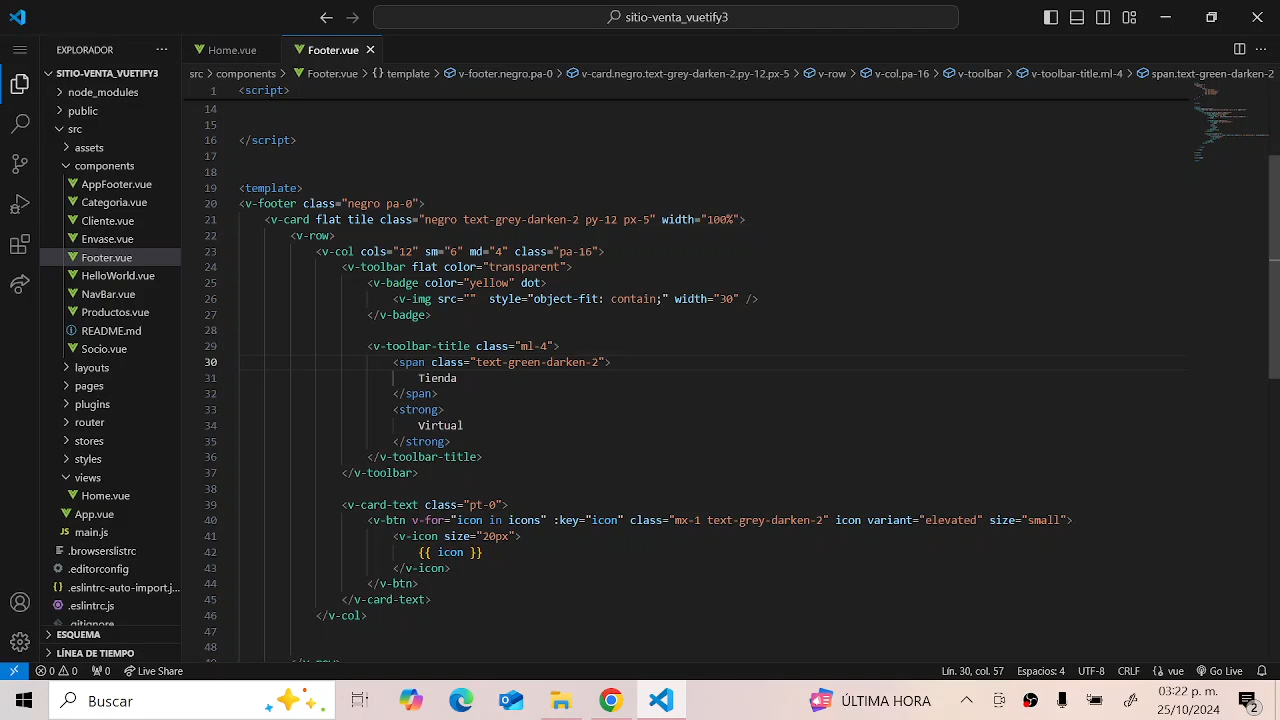 sitio-venta_vuetify3
EXPLORADOR
Home.vue
Footer.vue
SITIO-VENTA_VUETIFY3
node_modules
public
src
assets
components
AppFooter.vue
Categoria.vue
Cliente.vue
Envase.vue
Footer.vue
HelloWorld.vue
NavBar.vue
Productos.vue
README.md
Socio.vue
layouts
pages
plugins
router
stores
styles
views
Home.vue
App.vue
main.js
.browserslistrc
.editorconfig
.eslintrc-auto-import.j...
.eslintrc.js
.gitignore
ESQUEMA
LÍNEA DE TIEMPO
src > components > Footer.vue > {} template > v-footer.negro.pa-0 > v-card.negro.text-grey-darken-2.py-12.px-5 > v-row > v-col.pa-16 > v-toolbar > v-toolbar-title.ml-4 > span.text-green-darken-2
1 <script>
14
15
16 </script>
17
18
19 <template>
20 <v-footer class="negro pa-0">
21 <v-card flat tile class="negro text-grey-darken-2 py-12 px-5" width="100%">
22 <v-row>
23 <v-col cols="12" sm="6" md="4" class="pa-16">
24 <v-toolbar flat color="transparent">
25 <v-badge color="yellow" dot>
26 <v-img src="" style="object-fit: contain;" width="30" />
27 </v-badge>
28
29 <v-toolbar-title class="ml-4">
30 <span class="text-green-darken-2">
31 Tienda
32 </span>
33 <strong>
34 Virtual
35 </strong>
36 </v-toolbar-title>
37 </v-toolbar>
38
39 <v-card-text class="pt-0">
40 <v-btn v-for="icon in icons" :key="icon" class="mx-1 text-grey-darken-2" icon variant="elevated" size="small">
41 <v-icon size="20px">
42 {{ icon }}
43 </v-icon>
44 </v-btn>
45 </v-card-text>
46 </v-col>
47
48
49 </v-row>
0 0 0 Live Share
Lín. 30, col. 57 Espacios: 4 UTF-8 CRLF {} vue Go Live
Buscar
ÚLTIMA HORA
03:22 p. m.
25/10/2024
2